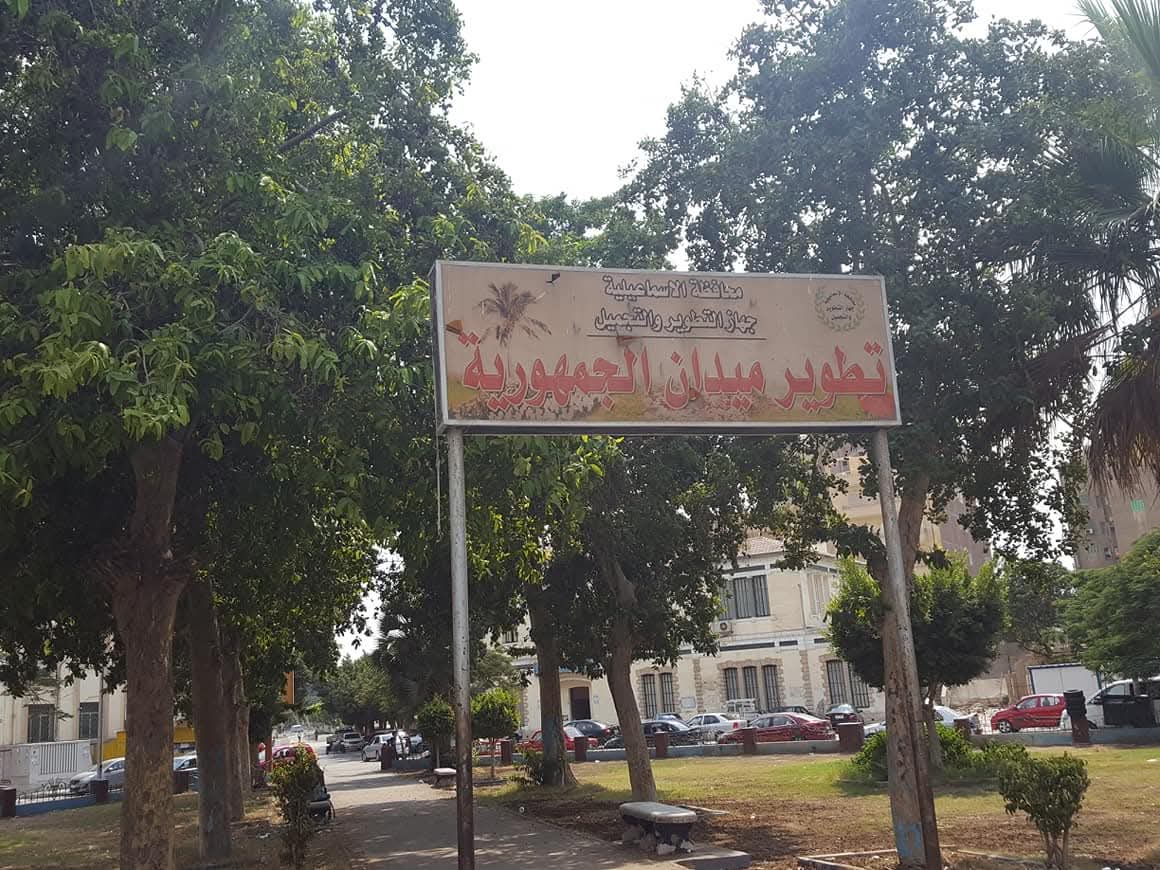 محافظة الاسماعيلية
جهاز التطوير والتجميل
تطوير ميدان الجمهورية